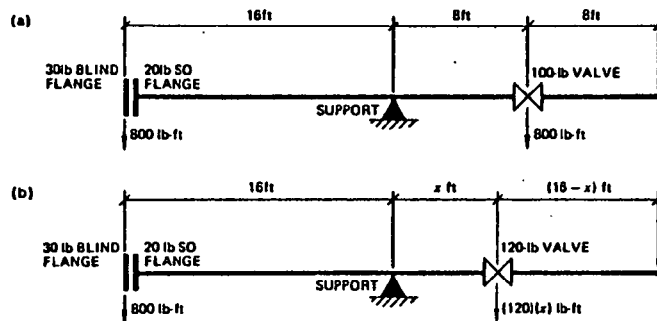 (a)
16ft
8ft
8ft
30lb BLIND
FLANGE
20lb SO
FLANGE
100-lb VALVE
SUPPORT
800 lb-ft
800 lb-ft
(b)
16ft
x ft
(16 - x) ft
30 lb BLIND
FLANGE
20 lb SO
FLANGE
120-lb VALVE
SUPPORT
800 lb-ft
(120)(x) lb-ft